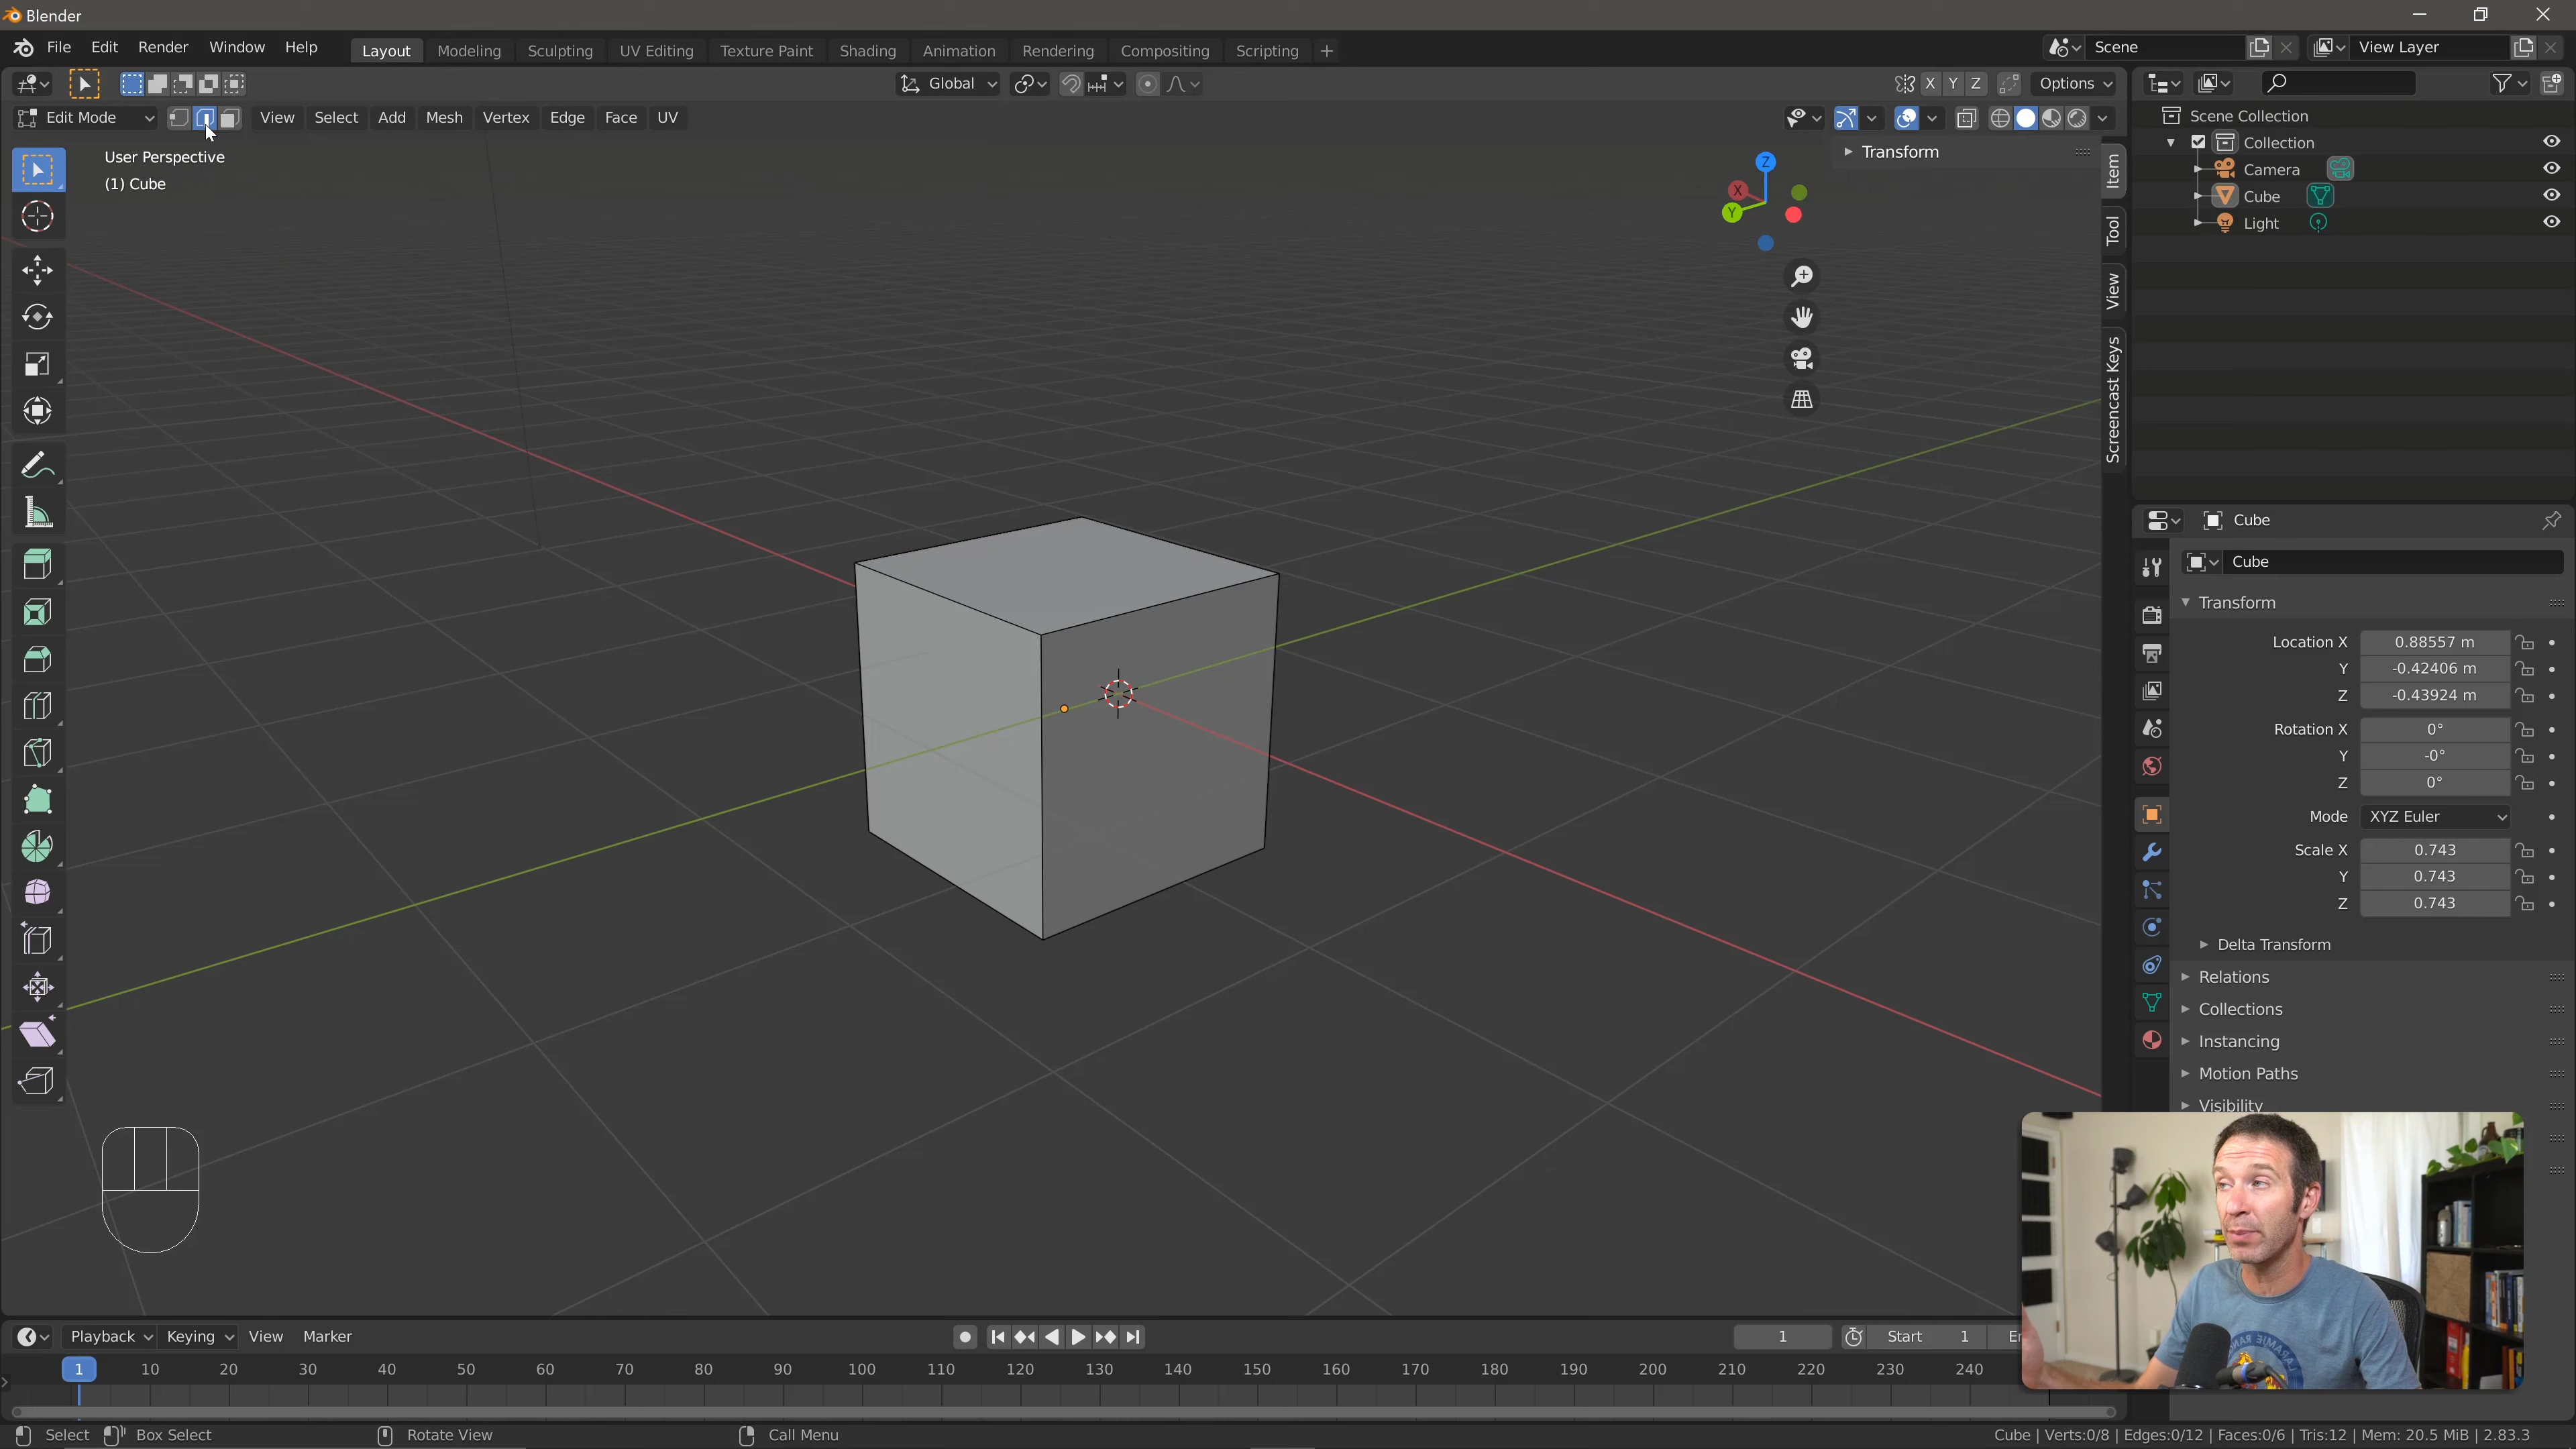 Blender
File Edit Render Window Help Layout Modeling Sculpting UV Editing Texture Paint Shading Animation Rendering Compositing Scripting + Scene View Layer
Global X Y Z Options
Edit Mode View Select Add Mesh Vertex Edge Face UV
User Perspective
(1) Cube
Z
X
Y
Transform
Item
Tool
View
Screencast Keys
Scene Collection
Collection
Camera
Cube
Light
Cube
Cube
Transform
Location X 0.88557 m
Y -0.42406 m
Z -0.43924 m
Rotation X 0°
Y -0°
Z 0°
Mode XYZ Euler
Scale X 0.743
Y 0.743
Z 0.743
Delta Transform
Relations
Collections
Instancing
Motion Paths
Visibility
Playback Keying View Marker 1 Start 1
1 10 20 30 40 50 60 70 80 90 100 110 120 130 140 150 160 170 180 190 200 210 220 230 240
Select Box Select Rotate View Call Menu Cube | Verts:0/8 | Edges:0/12 | Faces:0/6 | Tris:12 | Mem: 20.5 MiB | 2.83.3